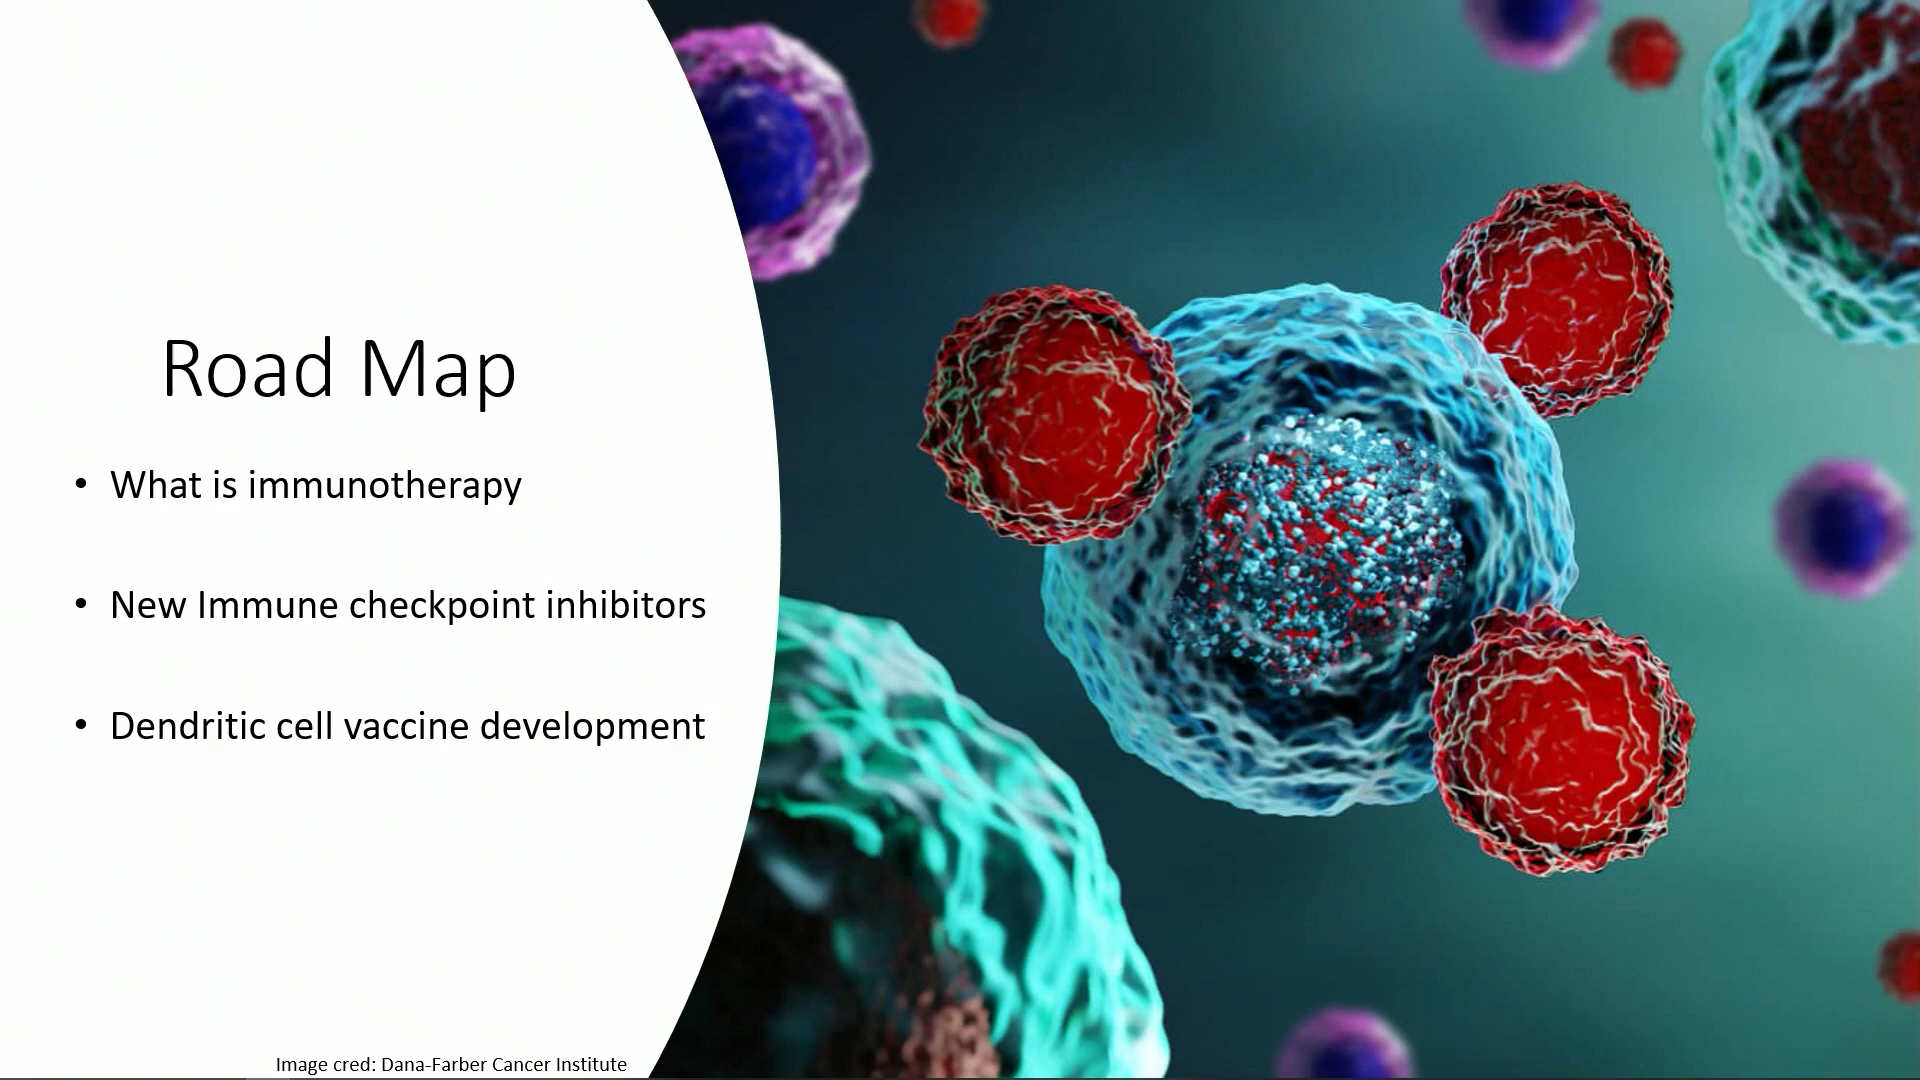 Road Map
• What is immunotherapy
• New Immune checkpoint inhibitors
• Dendritic cell vaccine development
Image cred: Dana-Farber Cancer Institute